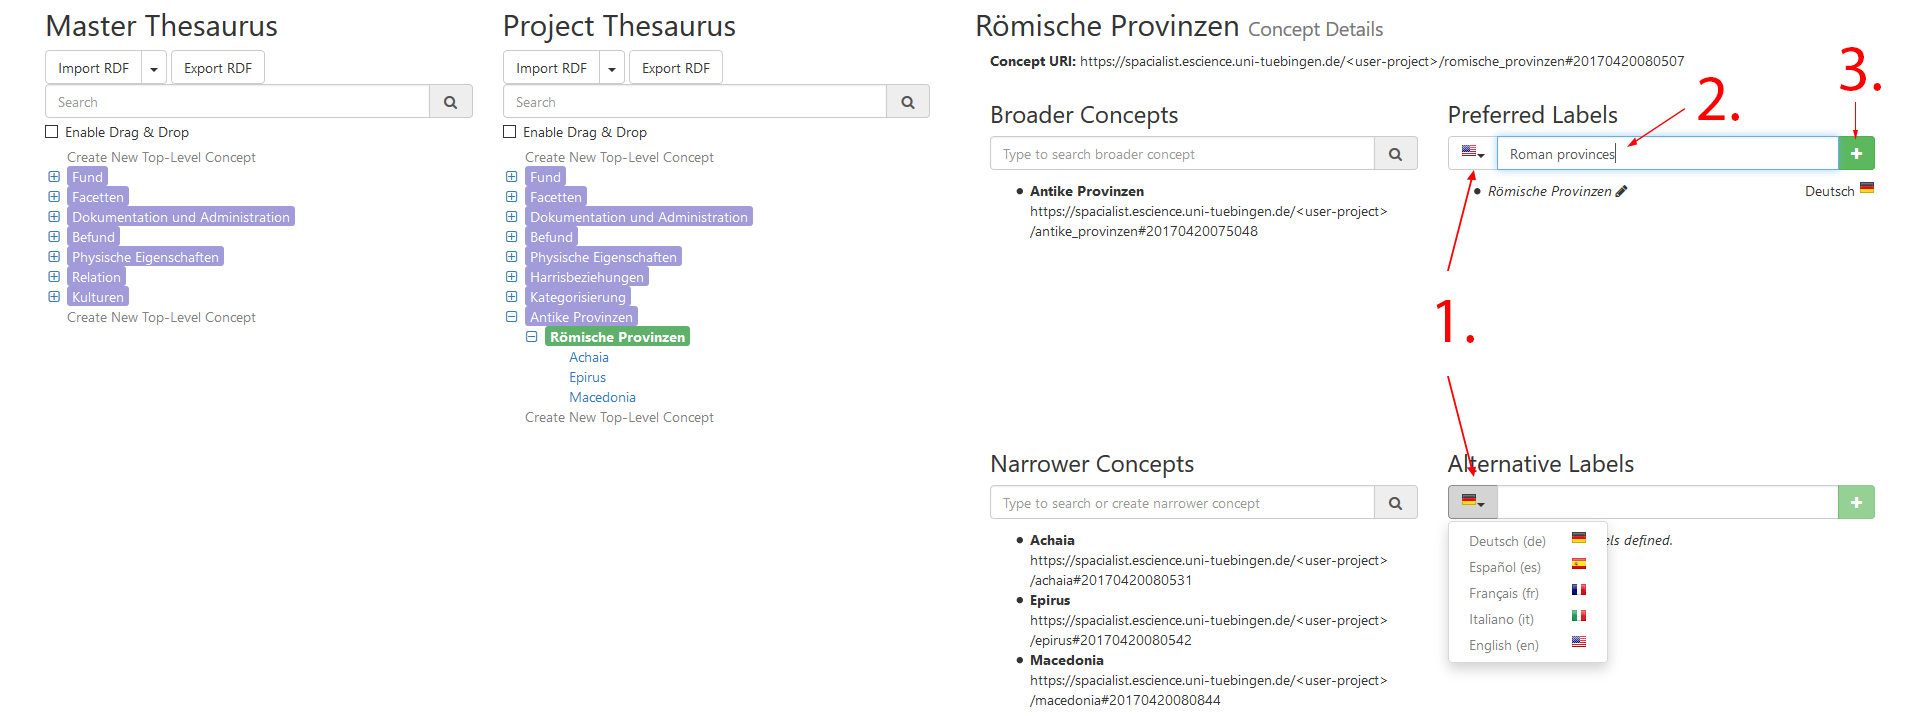 Master Thesaurus
Import RDF
Export RDF
Search
Enable Drag & Drop
Create New Top-Level Concept
Fund
Facetten
Dokumentation und Administration
Befund
Physische Eigenschaften
Relation
Kulturen
Create New Top-Level Concept
Project Thesaurus
Import RDF
Export RDF
Search
Enable Drag & Drop
Create New Top-Level Concept
Fund
Facetten
Dokumentation und Administration
Befund
Physische Eigenschaften
Harrisbeziehungen
Kategorisierung
Antike Provinzen
Römische Provinzen
Achaia
Epirus
Macedonia
Create New Top-Level Concept
Römische Provinzen Concept Details
Concept URI: https://spacialist.escience.uni-tuebingen.de/<user-project>/romische_provinzen#20170420080507
Broader Concepts
Type to search broader concept
Antike Provinzen
https://spacialist.escience.uni-tuebingen.de/<user-project>
/antike_provinzen#20170420075048
Preferred Labels
Roman provinces
Römische Provinzen
Deutsch
1.
2.
3.
Narrower Concepts
Type to search or create narrower concept
Achaia
https://spacialist.escience.uni-tuebingen.de/<user-project>
/achaia#20170420080531
Epirus
https://spacialist.escience.uni-tuebingen.de/<user-project>
/epirus#20170420080542
Macedonia
https://spacialist.escience.uni-tuebingen.de/<user-project>
/macedonia#20170420080844
Alternative Labels
Deutsch (de)
Español (es)
Français (fr)
Italiano (it)
English (en)
defined.